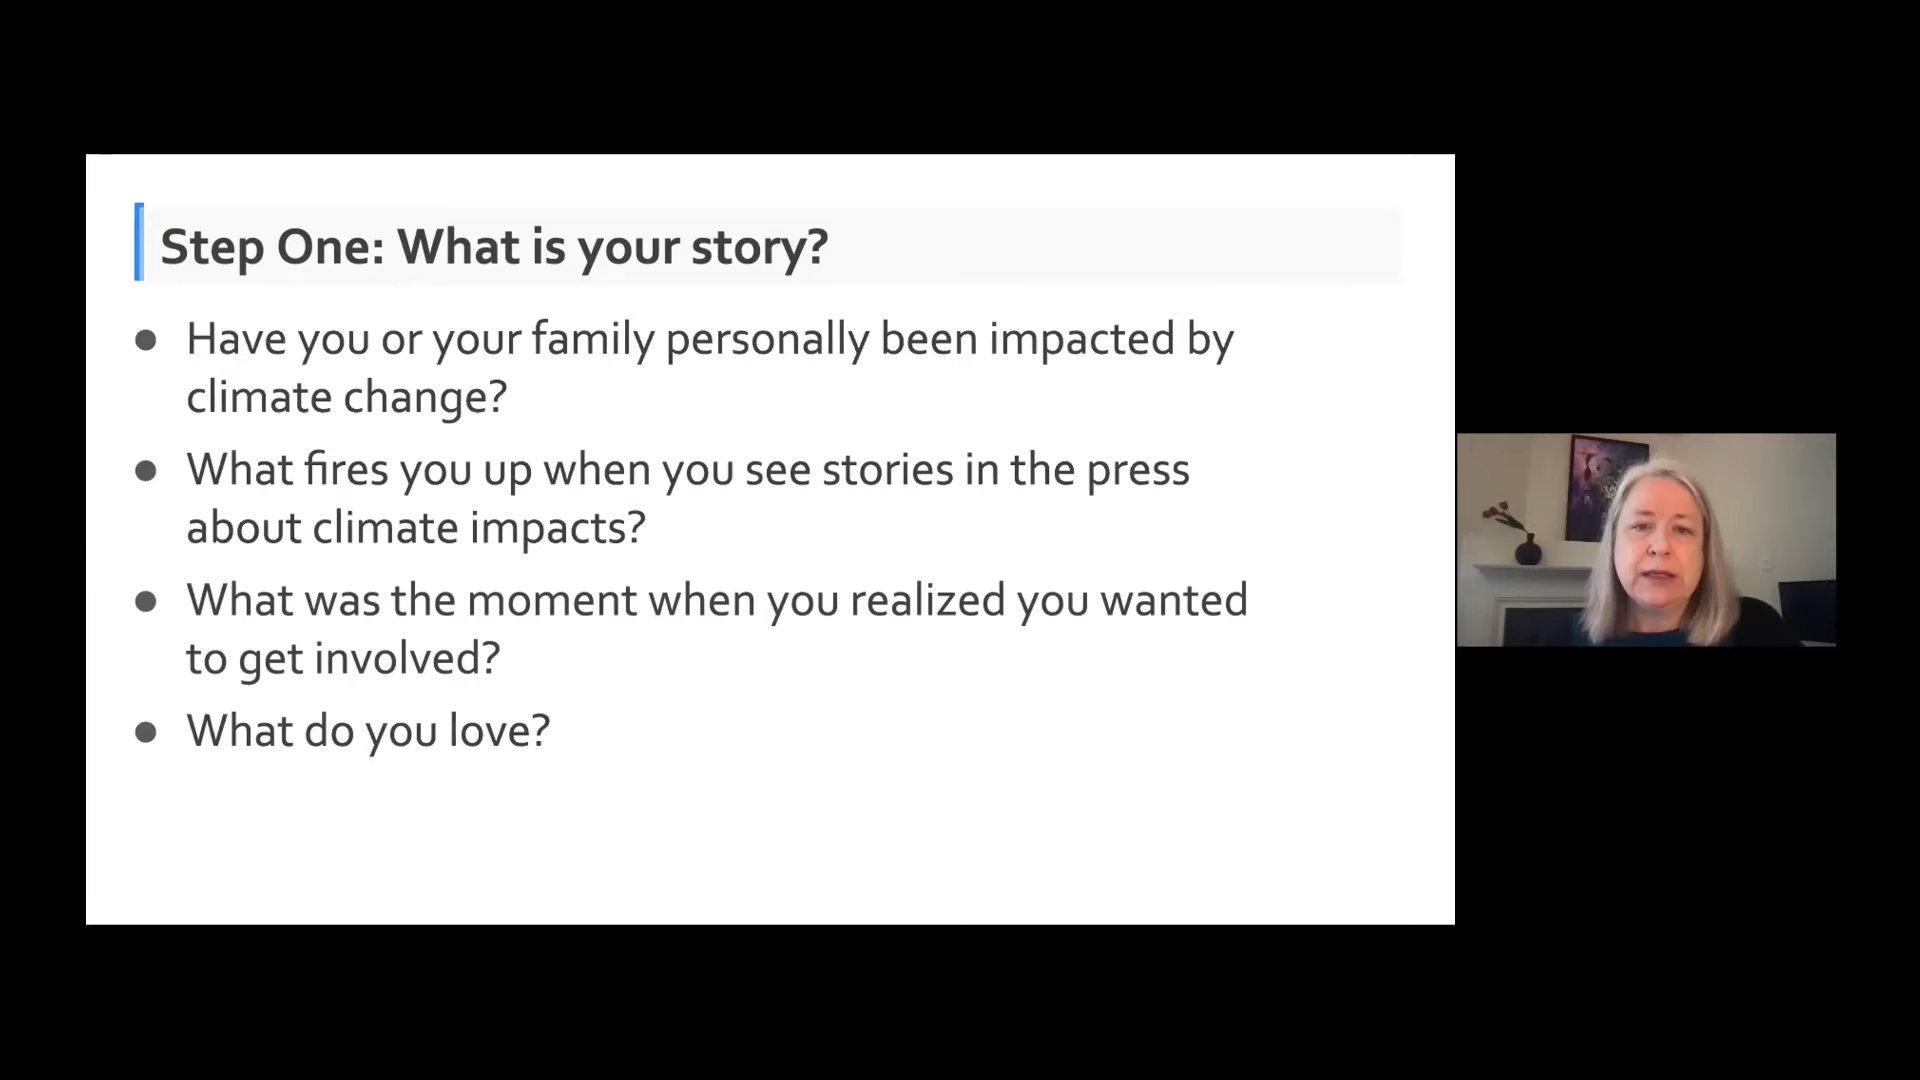 Step One: What is your story?
● Have you or your family personally been impacted by
climate change?
● What fires you up when you see stories in the press
about climate impacts?
● What was the moment when you realized you wanted
to get involved?
● What do you love?